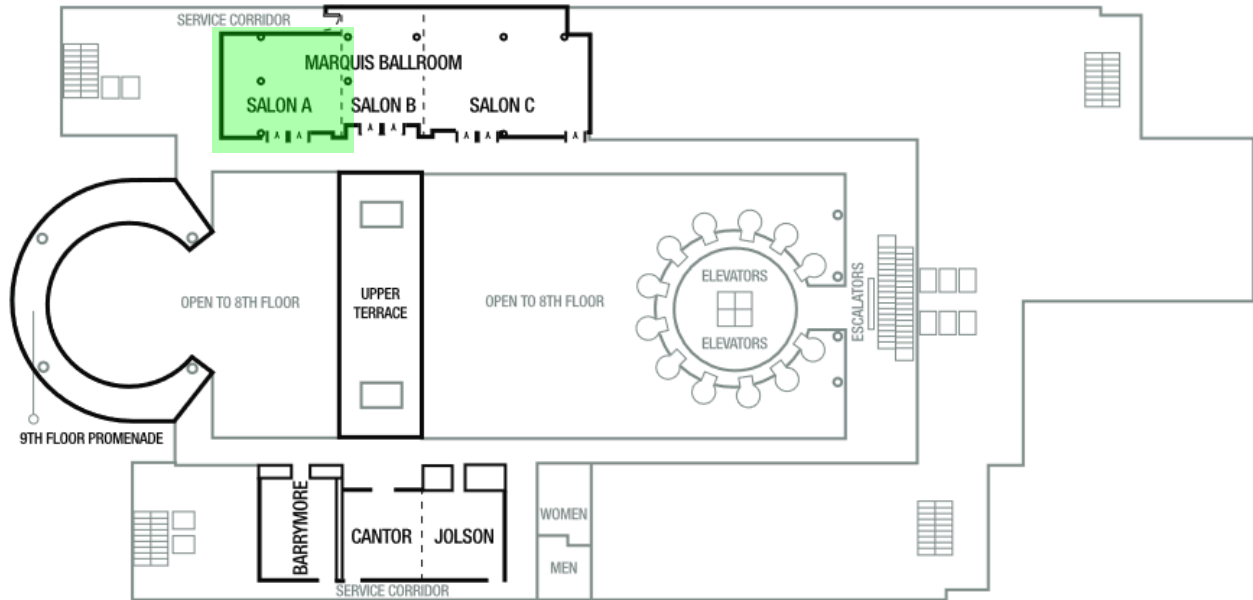 SERVICE CORRIDOR
MARQUIS BALLROOM
SALON A
SALON B
SALON C
OPEN TO 8TH FLOOR
UPPER
TERRACE
OPEN TO 8TH FLOOR
ELEVATORS
ELEVATORS
ESCALATORS
9TH FLOOR PROMENADE
BARRYMORE
CANTOR
JOLSON
WOMEN
MEN
SERVICE CORRIDOR